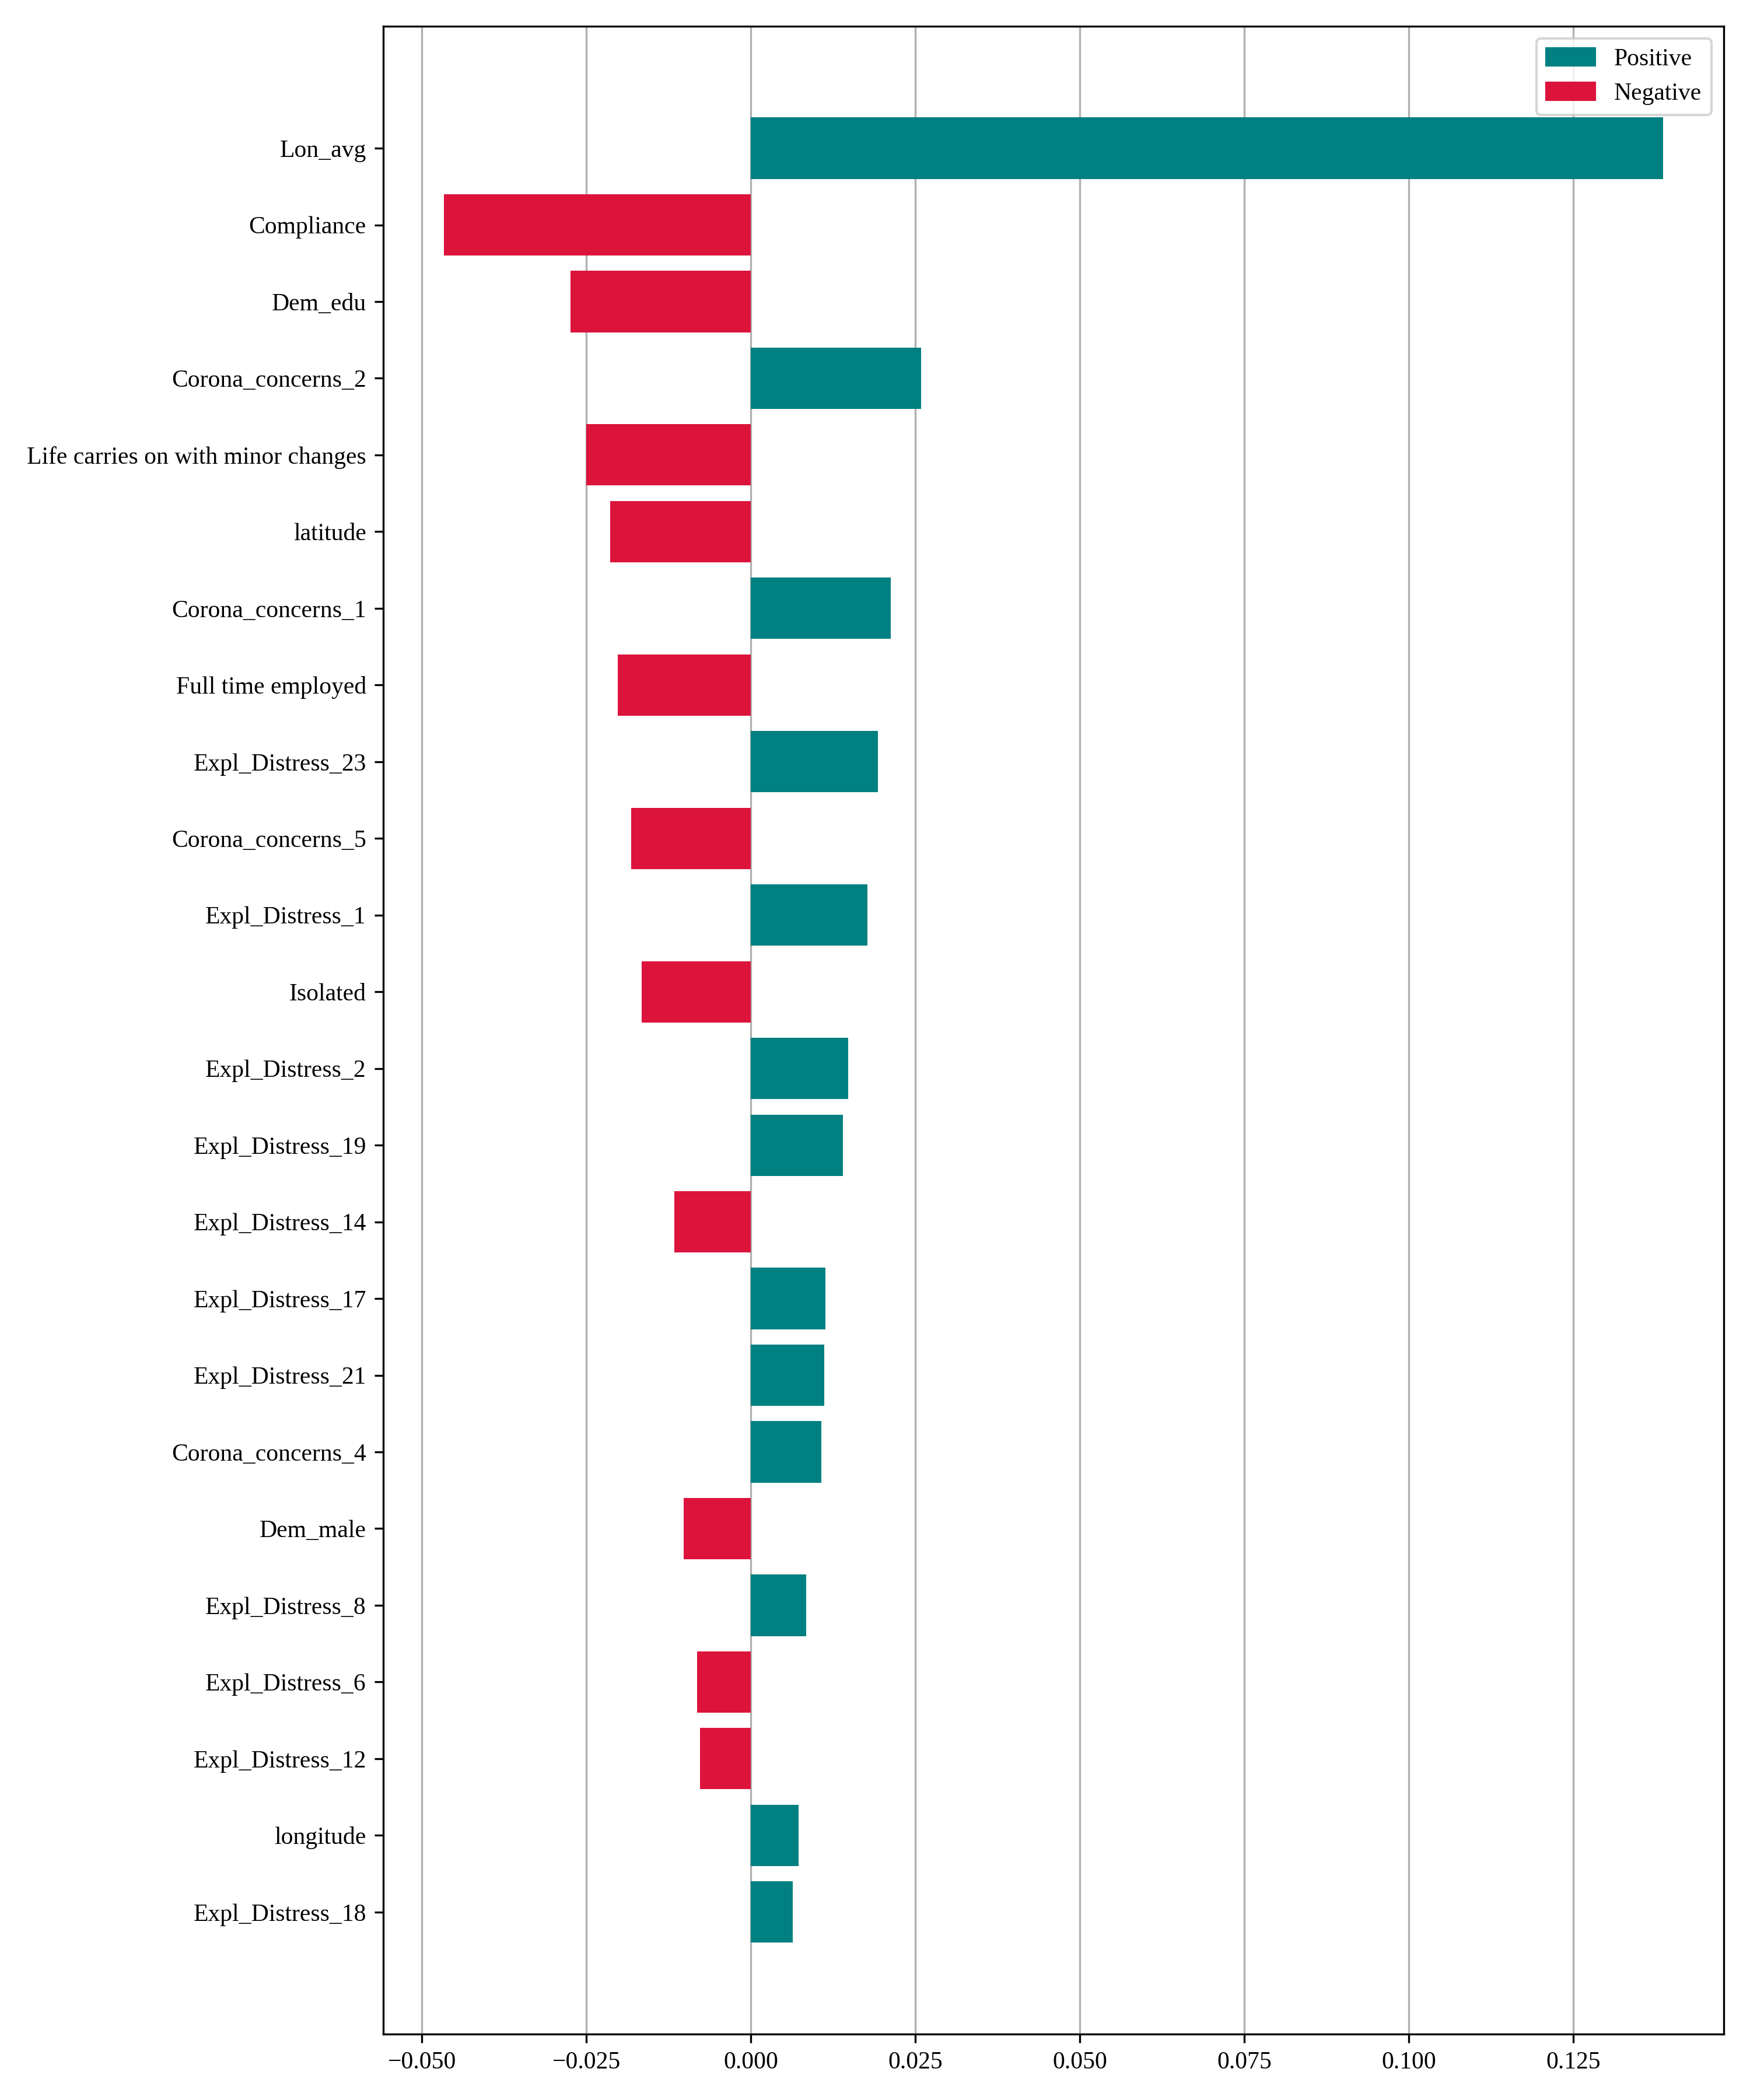 Positive
Negative
Lon_avg
Compliance
Dem_edu
Corona_concerns_2
Life carries on with minor changes
latitude
Corona_concerns_1
Full time employed
Expl_Distress_23
Corona_concerns_5
Expl_Distress_1
Isolated
Expl_Distress_2
Expl_Distress_19
Expl_Distress_14
Expl_Distress_17
Expl_Distress_21
Corona_concerns_4
Dem_male
Expl_Distress_8
Expl_Distress_6
Expl_Distress_12
longitude
Expl_Distress_18
−0.050 −0.025 0.000 0.025 0.050 0.075 0.100 0.125